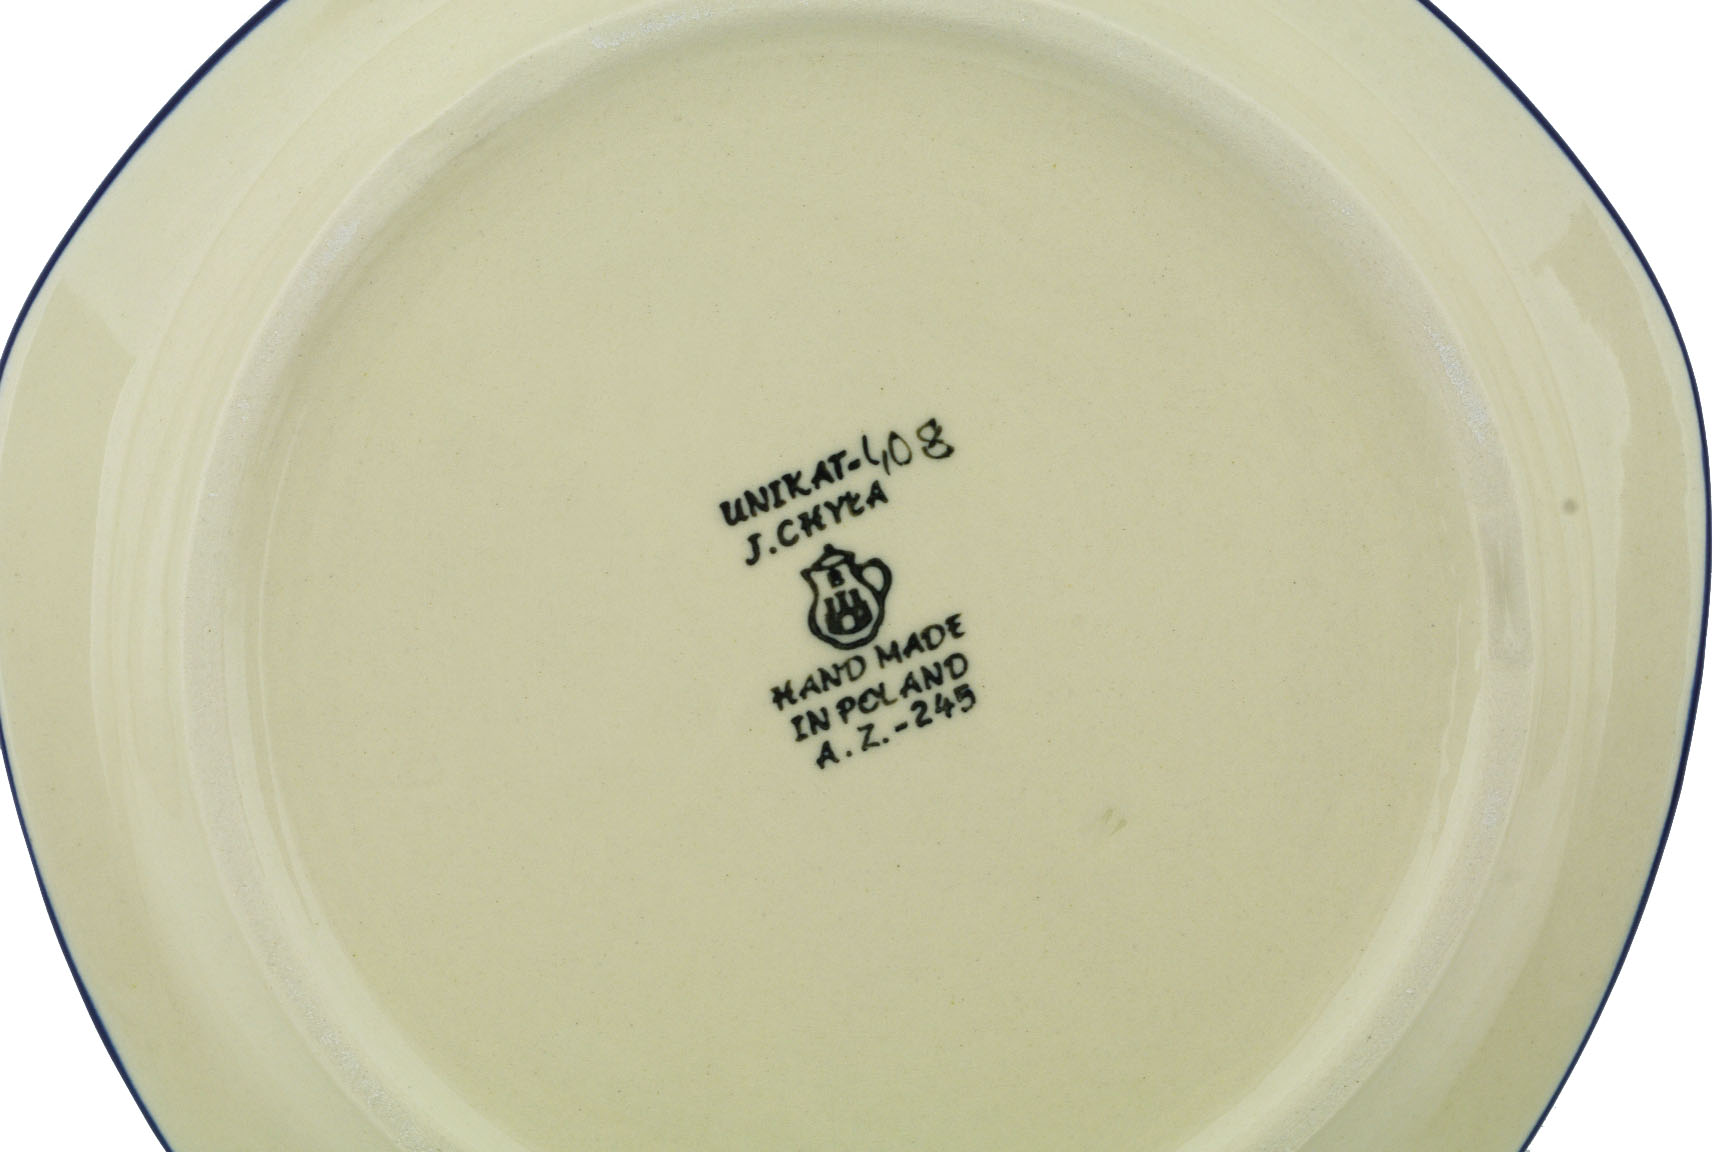 UNIKAT-408
J.CHYŁA
B
HAND MADE
IN POLAND
A.Z.-245